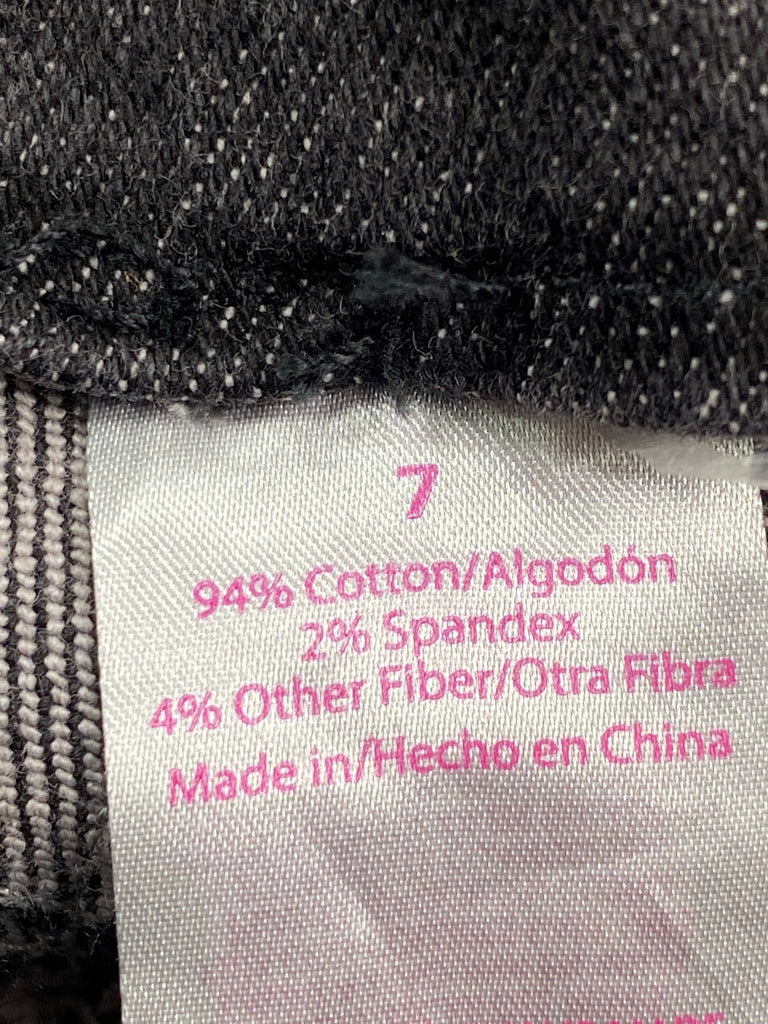 7
94% Cotton/Algodón
2% Spandex
4% Other Fiber/Otra Fibra
Made in/Hecho en China